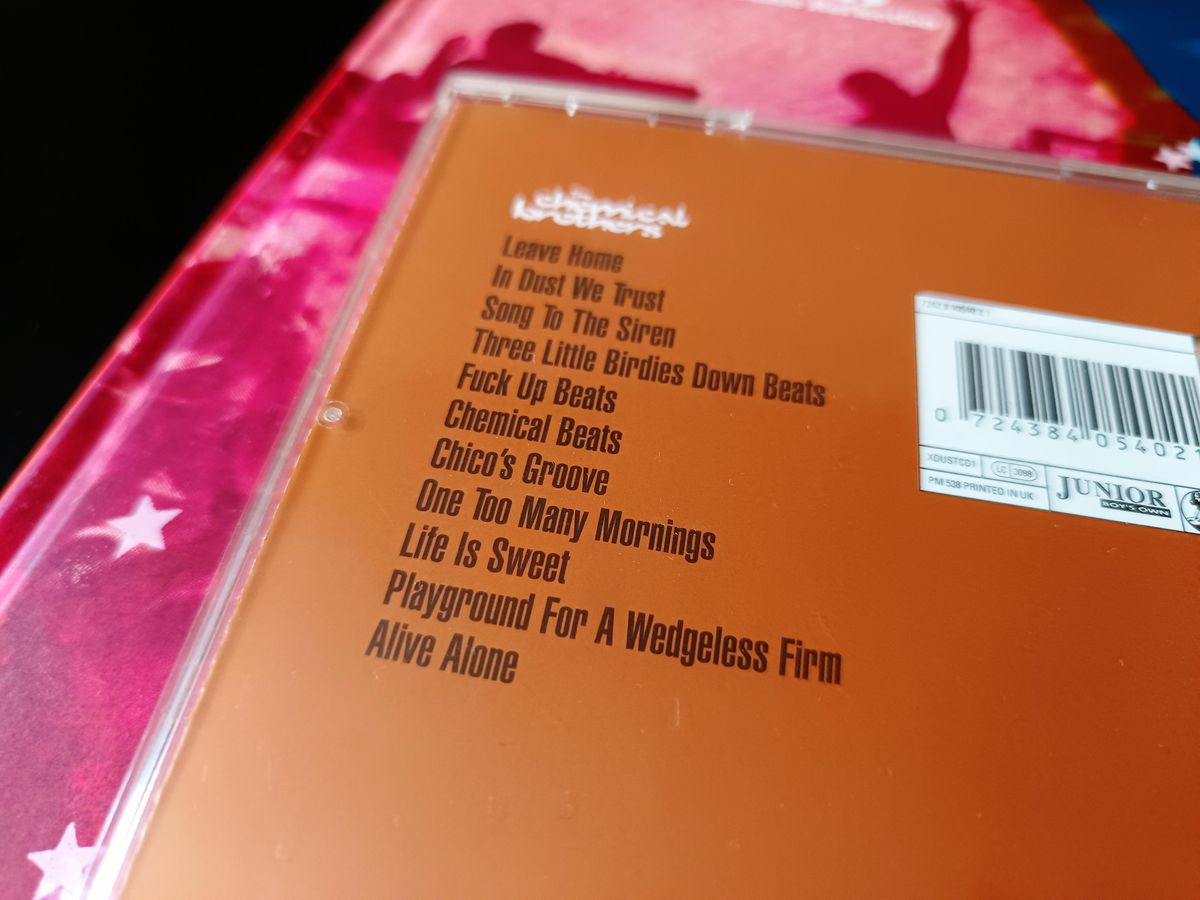 the
chemical
brothers
Leave Home
In Dust We Trust
Song To The Siren
Three Little Birdies Down Beats
Fuck Up Beats
Chemical Beats
Chico's Groove
One Too Many Mornings
Life Is Sweet
Playground For A Wedgeless Firm
Alive Alone
0 724384 05402
XDUSTCD1
LC 3098
PM 538 PRINTED IN UK
JUNIOR
BOY'S OWN